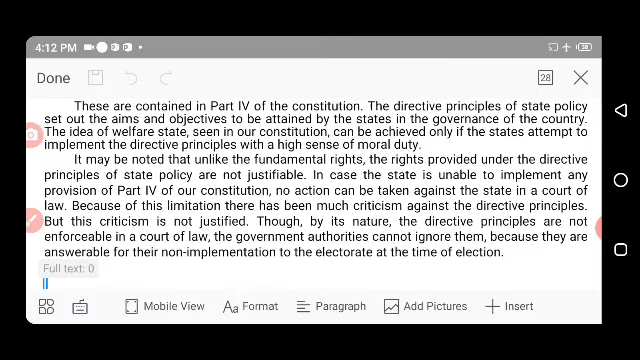 4:12 PM
38
Done
28
These are contained in Part IV of the constitution. The directive principles of state policy
set out the aims and objectives to be attained by the states in the governance of the country.
The idea of welfare state, seen in our constitution, can be achieved only if the states attempt to
implement the directive principles with a high sense of moral duty.
It may be noted that unlike the fundamental rights, the rights provided under the directive
principles of state policy are not justifiable. In case the state is unable to implement any
provision of Part IV of our constitution, no action can be taken against the state in a court of
law. Because of this limitation there has been much criticism against the directive principles.
But this criticism is not justified. Though, by its nature, the directive principles are not
enforceable in a court of law, the government authorities cannot ignore them, because they are
answerable for their non-implementation to the electorate at the time of election.
Full text: 0
Mobile View
Aa Format
Paragraph
Add Pictures
Insert